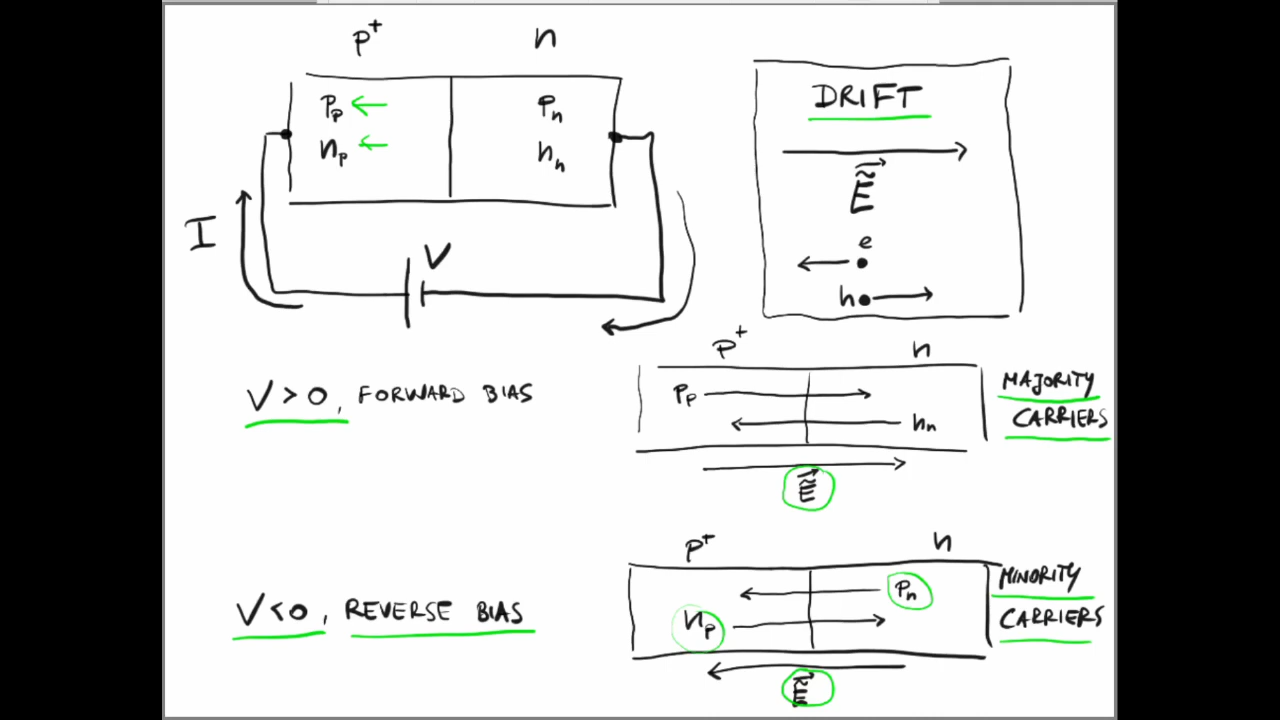 p⁺ n
Pp ← Pn
np ← nn
I
V
DRIFT
E
e
h
V > 0, FORWARD BIAS
p⁺ n
Pp nn
MAJORITY
CARRIERS
E
V < 0, REVERSE BIAS
p⁺ n
Pn
np
MINORITY
CARRIERS
E